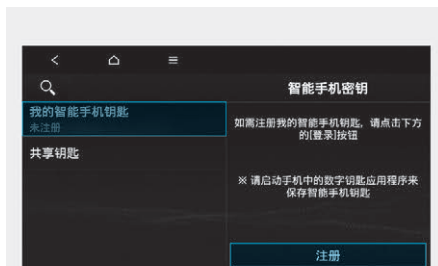 智能手机密钥
我的智能手机钥匙
未注册
共享钥匙
如需注册我的智能手机钥匙，请点击下方
的[登录]按钮
※ 请启动手机中的数字钥匙应用程序来
保存智能手机钥匙
注册